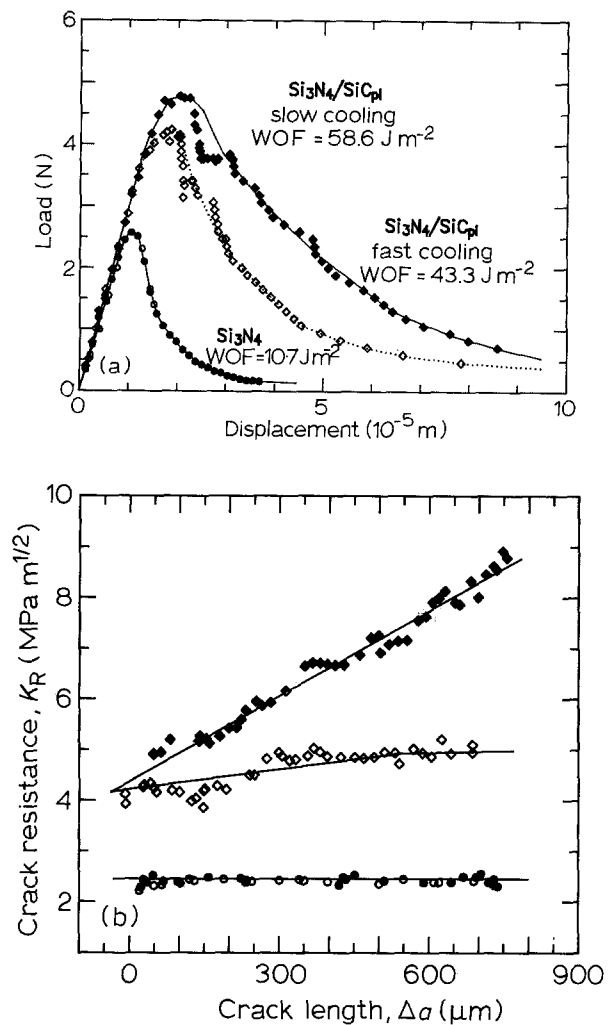 6
Si₃N₄/SiCpl
slow cooling
WOF = 58.6 J m⁻²
4
Load (N)
Si₃N₄/SiCpl
fast cooling
WOF = 43.3 J m⁻²
2
Si₃N₄
WOF=10·7Jm⁻²
(a)
0
0
5
10
Displacement (10⁻⁵ m)
10
8
6
4
2
Crack resistance, KR (MPa m1/2)
(b)
0
300
600
900
Crack length, Δa (μm)